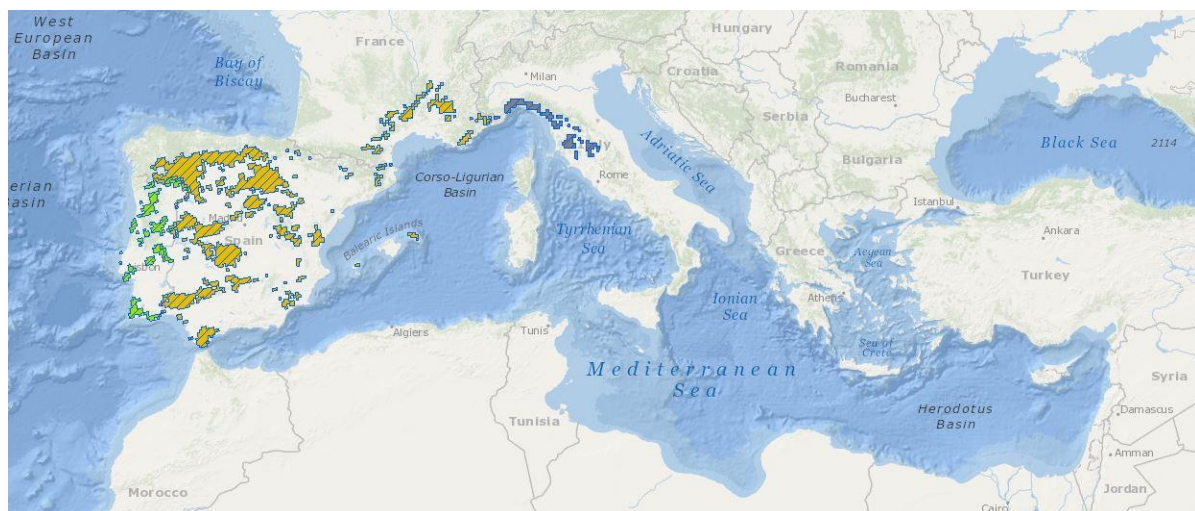 West
European
Basin
Bay of
Biscay
France
Milan
Hungary
Croatia
Romania
Bucharest
Serbia
Black Sea
2114
Bulgaria
Adriatic Sea
Corso-Ligurian
Basin
Rome
Istanbul
Madrid
Spain
Balearic Islands
Tyrrhenian
Sea
Greece
Aegean
Sea
Ankara
Turkey
Athens
Ionian
Sea
Algiers
Tunis
Sea of
Crete
Mediterranean
Sea
Syria
Herodotus
Basin
Damascus
Tunisia
Amman
Jordan
Morocco
Cairo